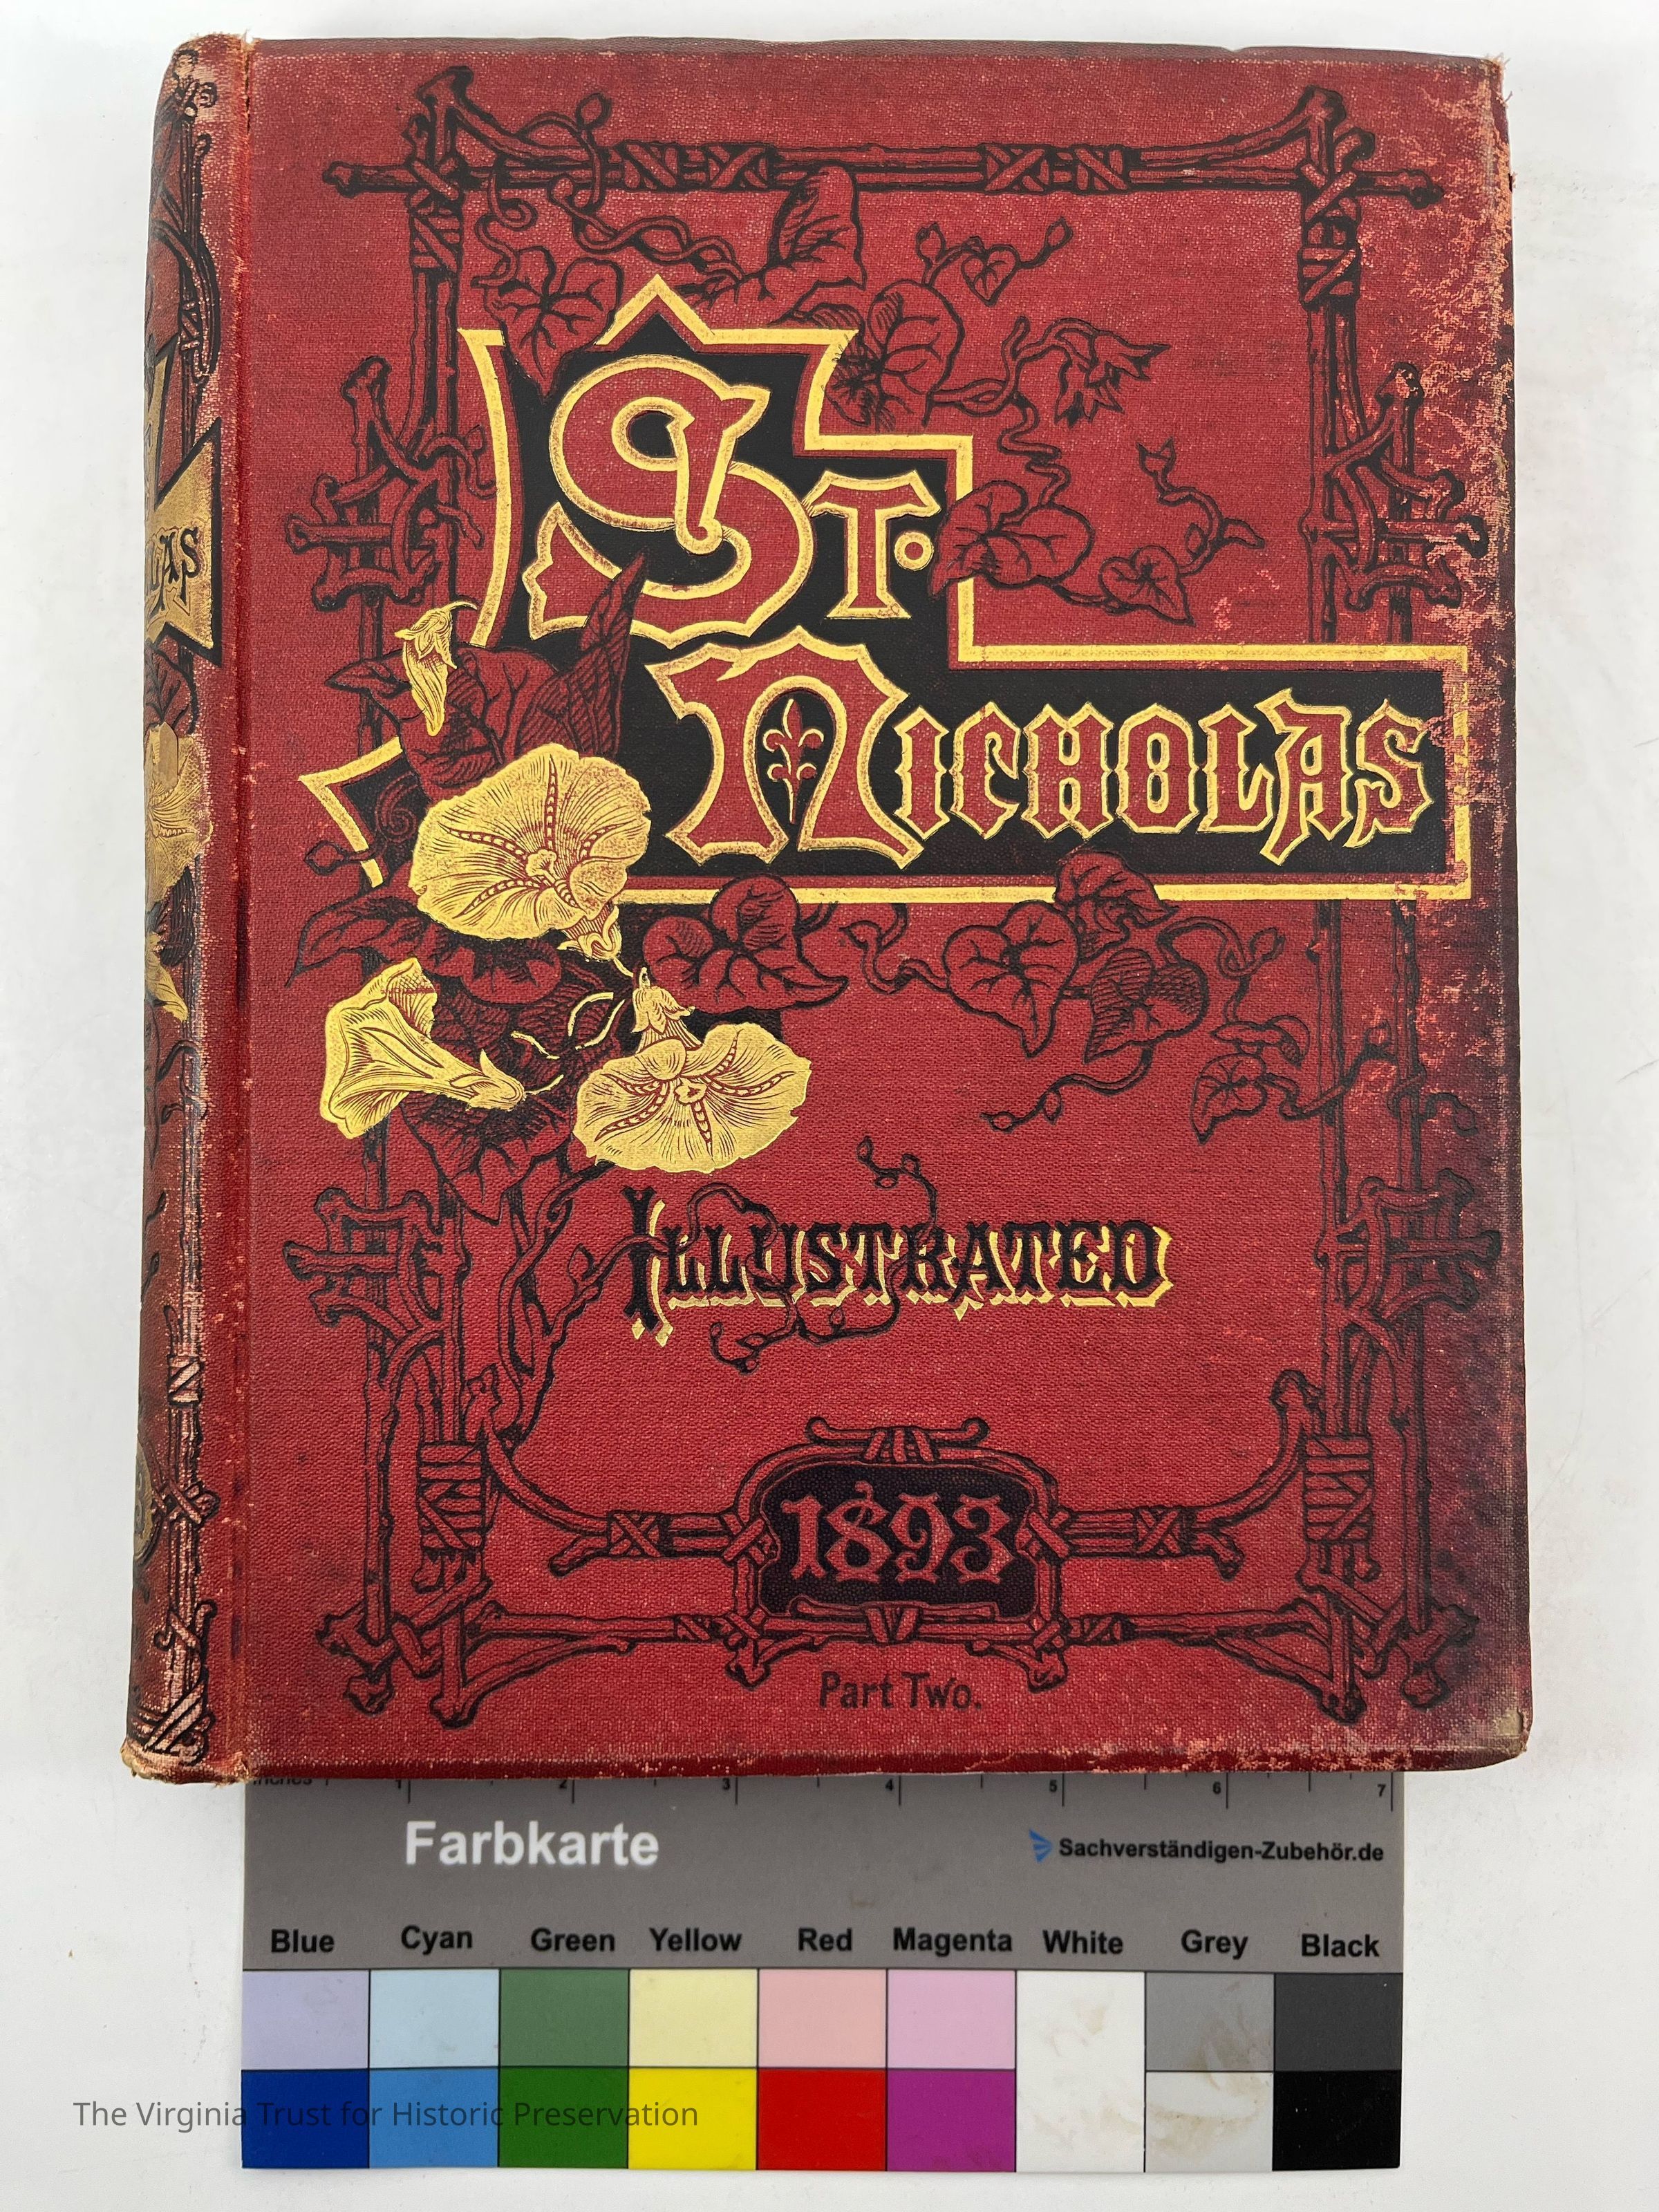 St.
Nicholas
LAS
Illustrated
1893
Part Two.
inches 1 2 3 4 5 6 7
Farbkarte
Sachverständigen-Zubehör.de
Blue Cyan Green Yellow Red Magenta White Grey Black
The Virginia Trust for Historic Preservation